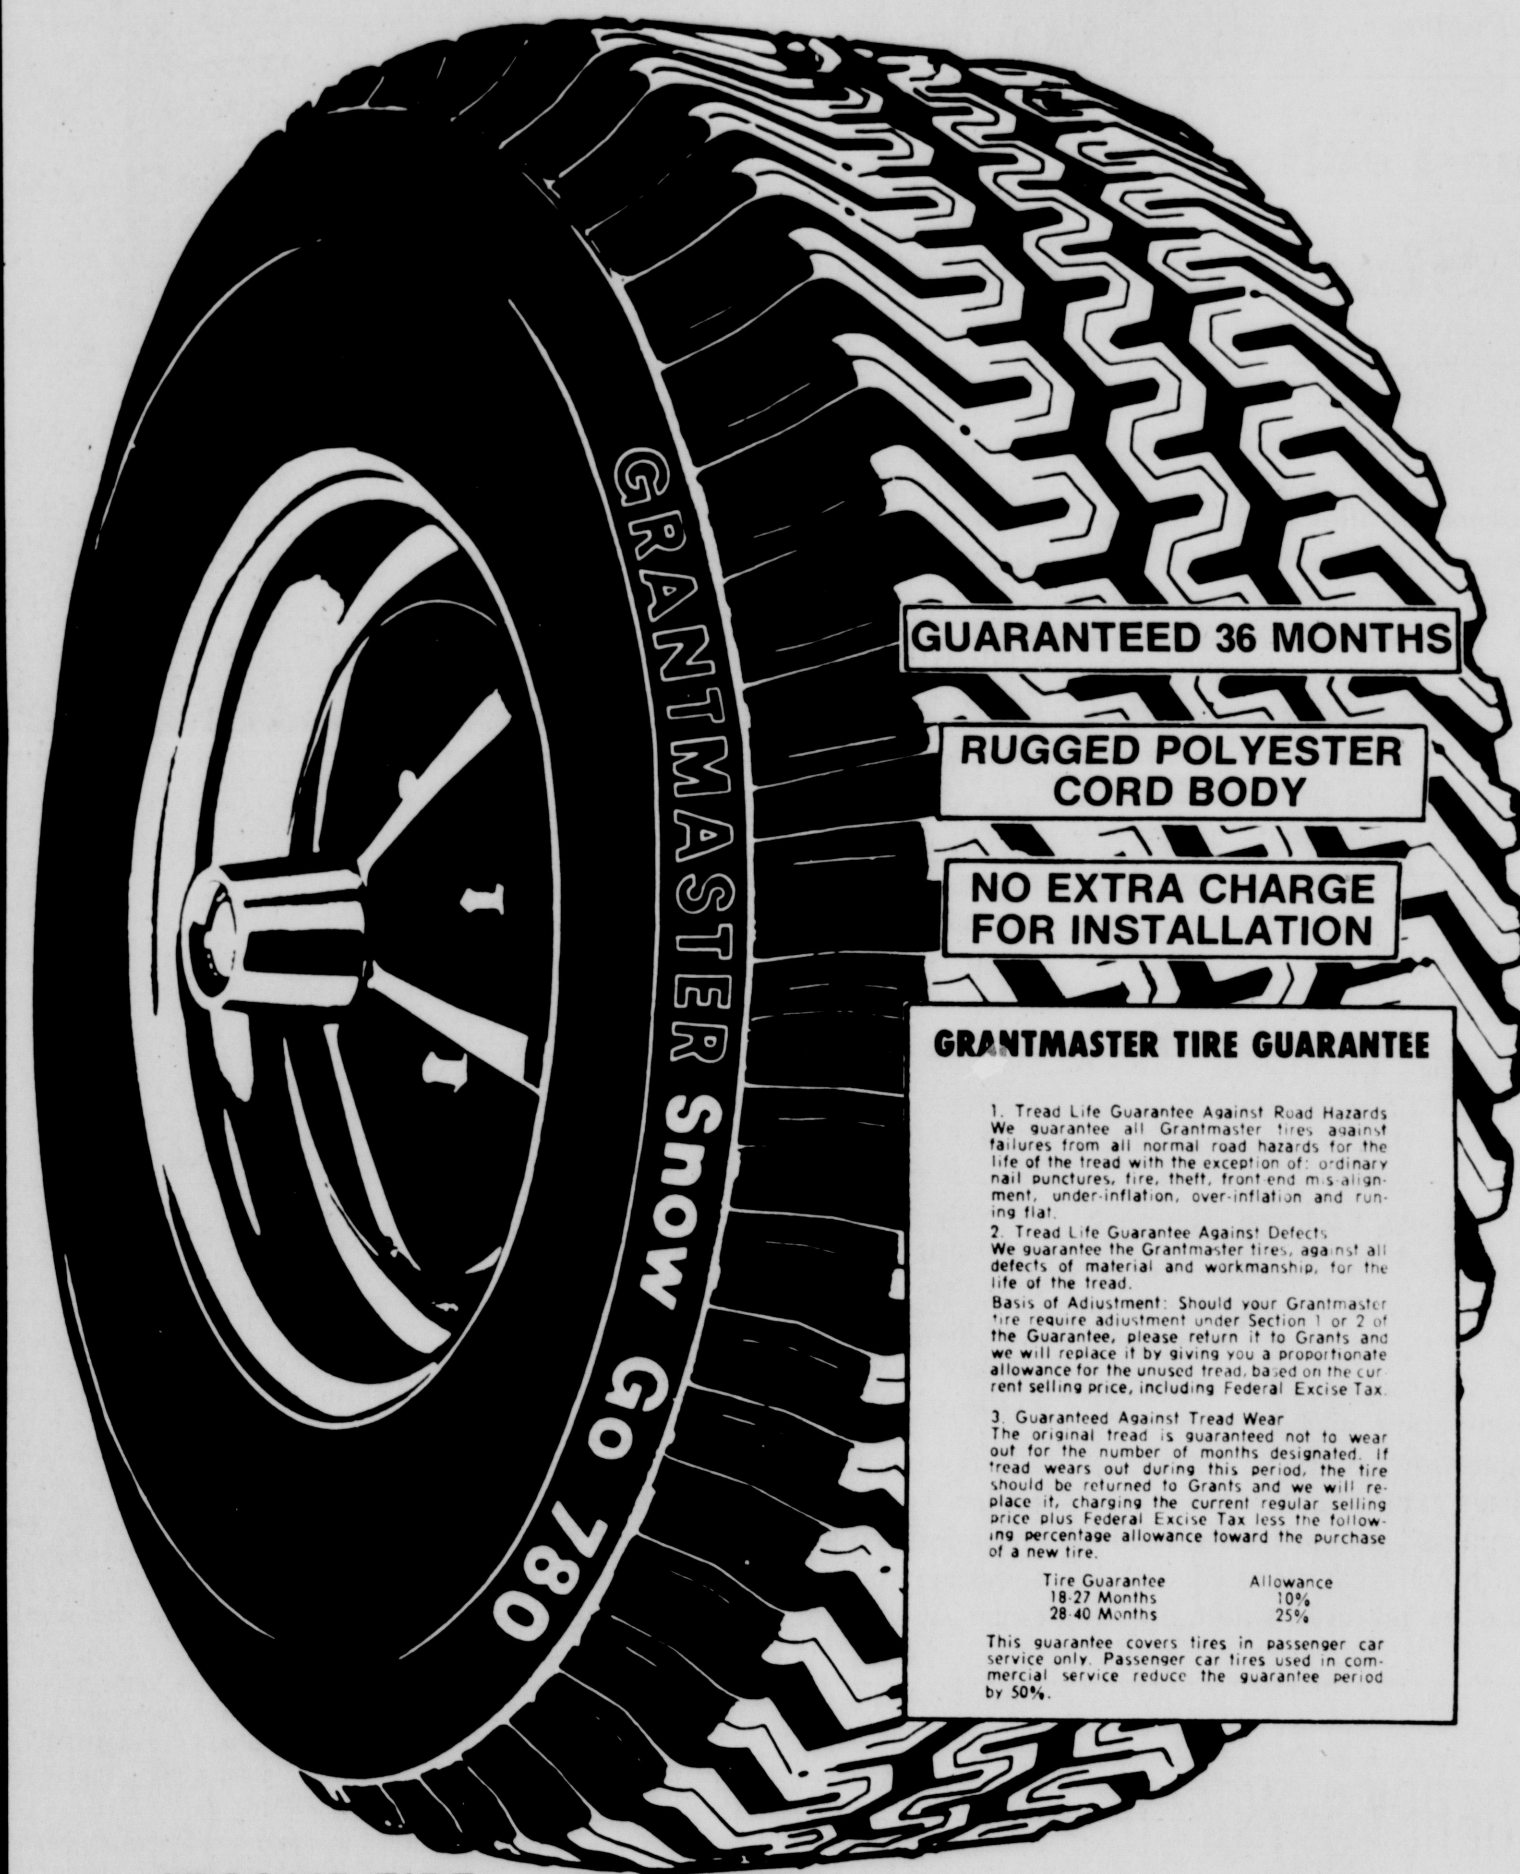 GRANTMASTER Snow Go 780
GUARANTEED 36 MONTHS
RUGGED POLYESTER
CORD BODY
NO EXTRA CHARGE
FOR INSTALLATION
GRANTMASTER TIRE GUARANTEE
1. Tread Life Guarantee Against Road Hazards
We guarantee all Grantmaster tires against
failures from all normal road hazards for the
life of the tread with the exception of: ordinary
nail punctures, fire, theft, front-end mis-align-
ment, under-inflation, over-inflation and run-
ing flat.
2. Tread Life Guarantee Against Defects
We guarantee the Grantmaster tires, against all
defects of material and workmanship, for the
life of the tread.
Basis of Adjustment: Should your Grantmaster
tire require adjustment under Section 1 or 2 of
the Guarantee, please return it to Grants and
we will replace it by giving you a proportionate
allowance for the unused tread, based on the cur-
rent selling price, including Federal Excise Tax.
3. Guaranteed Against Tread Wear
The original tread is guaranteed not to wear
out for the number of months designated. If
tread wears out during this period, the tire
should be returned to Grants and we will re-
place it, charging the current regular selling
price plus Federal Excise Tax less the follow-
ing percentage allowance toward the purchase
of a new tire.
Tire Guarantee Allowance
18-27 Months 10%
28-40 Months 25%
This guarantee covers tires in passenger car
service only. Passenger car tires used in com-
mercial service reduce the guarantee period
by 50%.